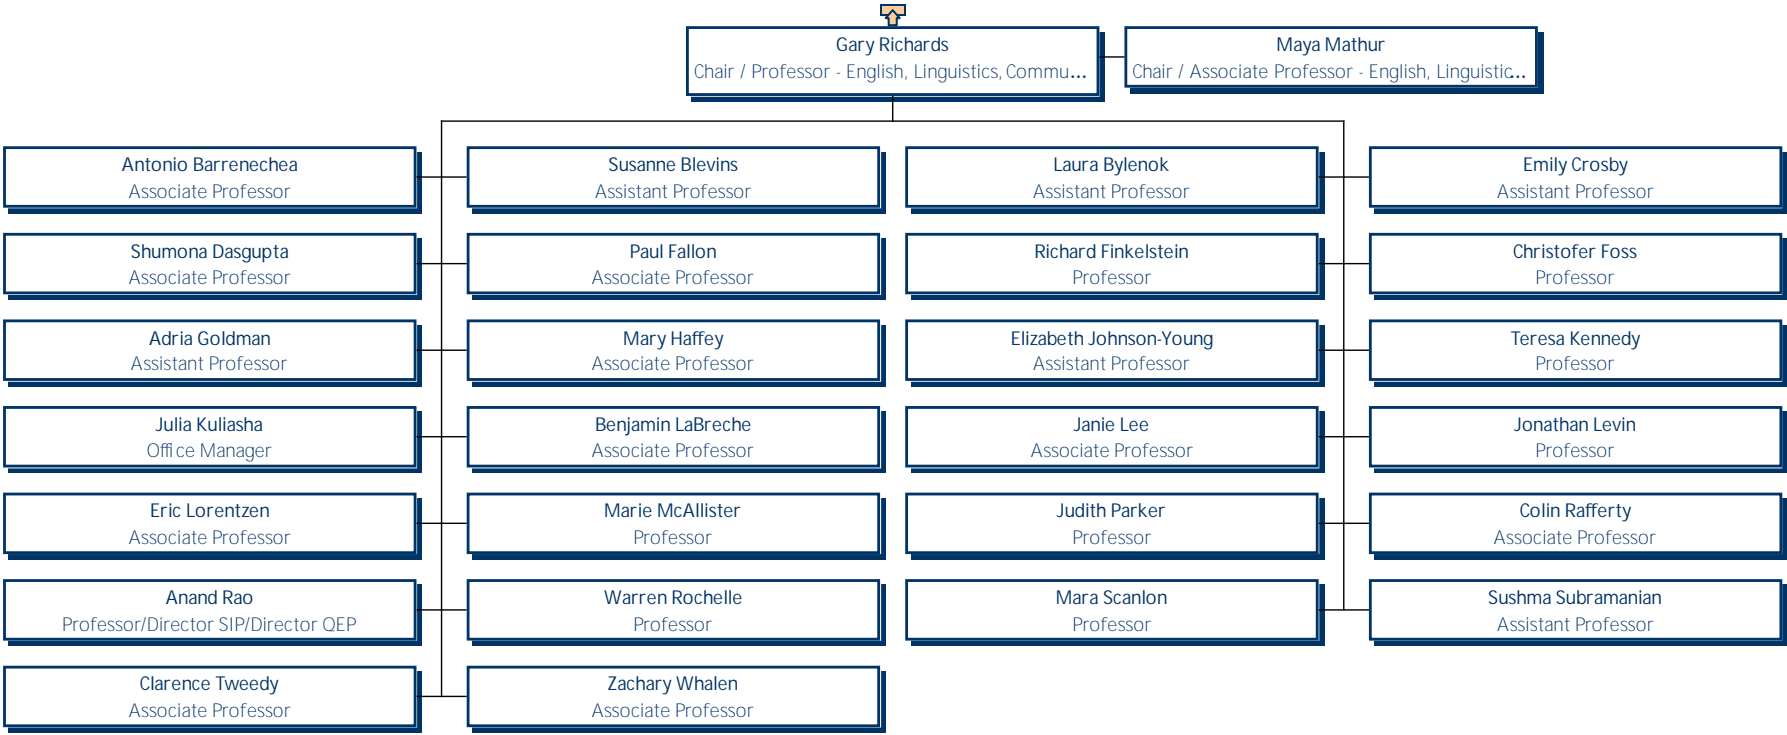 Gary Richards
Chair / Professor - English, Linguistics, Commu...
Maya Mathur
Chair / Associate Professor - English, Linguistic...
Antonio Barrenechea
Associate Professor
Susanne Blevins
Assistant Professor
Laura Bylenok
Assistant Professor
Emily Crosby
Assistant Professor
Shumona Dasgupta
Associate Professor
Paul Fallon
Associate Professor
Richard Finkelstein
Professor
Christofer Foss
Professor
Adria Goldman
Assistant Professor
Mary Haffey
Associate Professor
Elizabeth Johnson-Young
Assistant Professor
Teresa Kennedy
Professor
Julia Kuliasha
Office Manager
Benjamin LaBreche
Associate Professor
Janie Lee
Associate Professor
Jonathan Levin
Professor
Eric Lorentzen
Associate Professor
Marie McAllister
Professor
Judith Parker
Professor
Colin Rafferty
Associate Professor
Anand Rao
Professor/Director SIP/Director QEP
Warren Rochelle
Professor
Mara Scanlon
Professor
Sushma Subramanian
Assistant Professor
Clarence Tweedy
Associate Professor
Zachary Whalen
Associate Professor